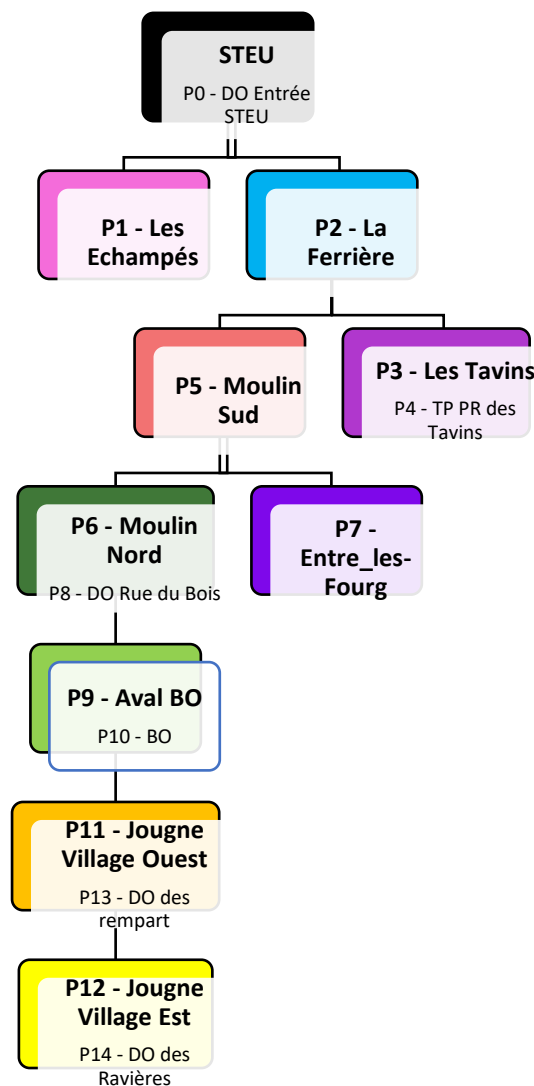 STEU
P0 - DO Entrée
STEU
P1 - Les
Echampés
P2 - La
Ferrière
P5 - Moulin
Sud
P3 - Les Tavins
P4 - TP PR des
Tavins
P6 - Moulin
Nord
P8 - DO Rue du Bois
P7 -
Entre_les-
Fourg
P9 - Aval BO
P10 - BO
P11 - Jougne
Village Ouest
P13 - DO des
rempart
P12 - Jougne
Village Est
P14 - DO des
Ravières